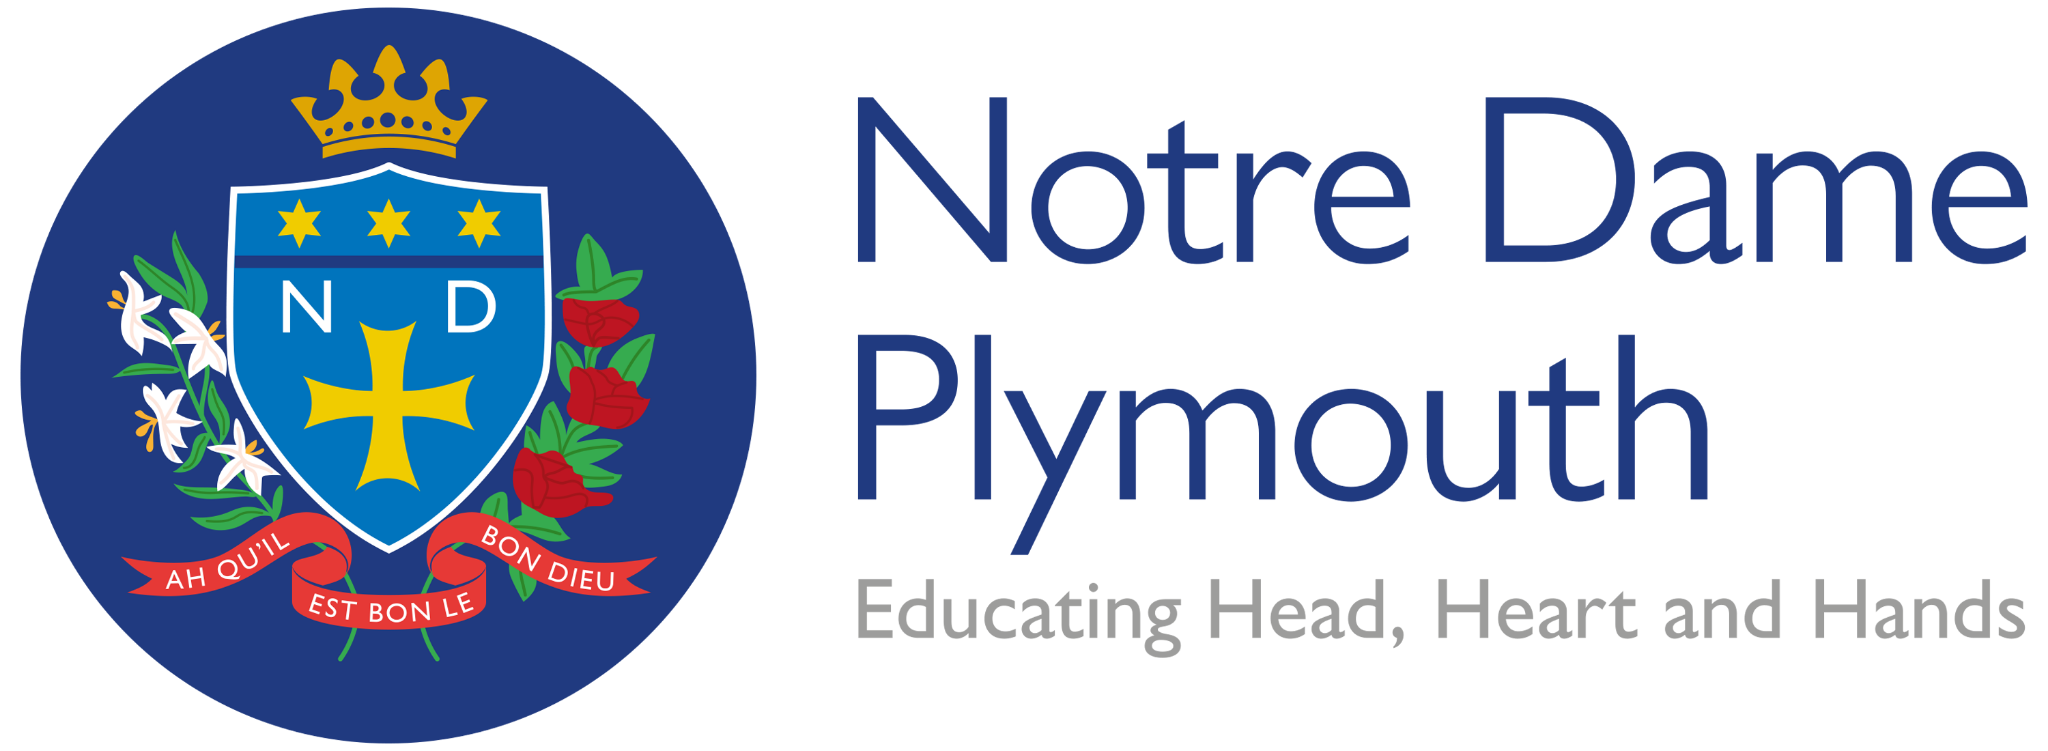 N D
AH QU'IL
EST BON LE
BON DIEU
Notre Dame
Plymouth
Educating Head, Heart and Hands